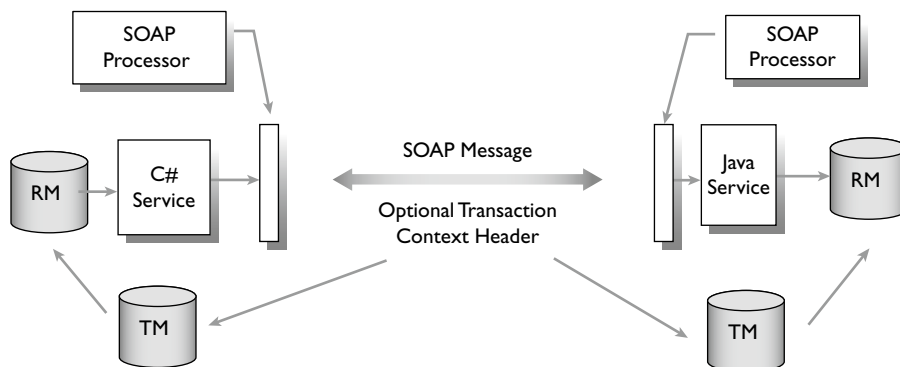 SOAP
Processor
SOAP
Processor
SOAP Message
RM
C#
Service
Java
Service
RM
Optional Transaction
Context Header
TM
TM